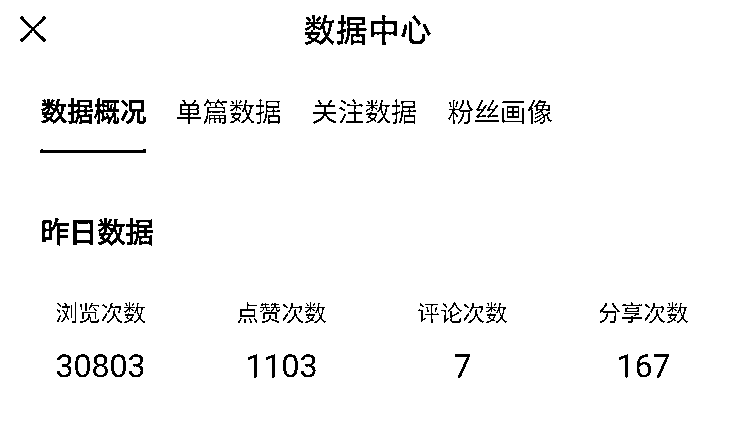 数据中心
数据概况 单篇数据 关注数据 粉丝画像
昨日数据
浏览次数 点赞次数 评论次数 分享次数
30803 1103 7 167